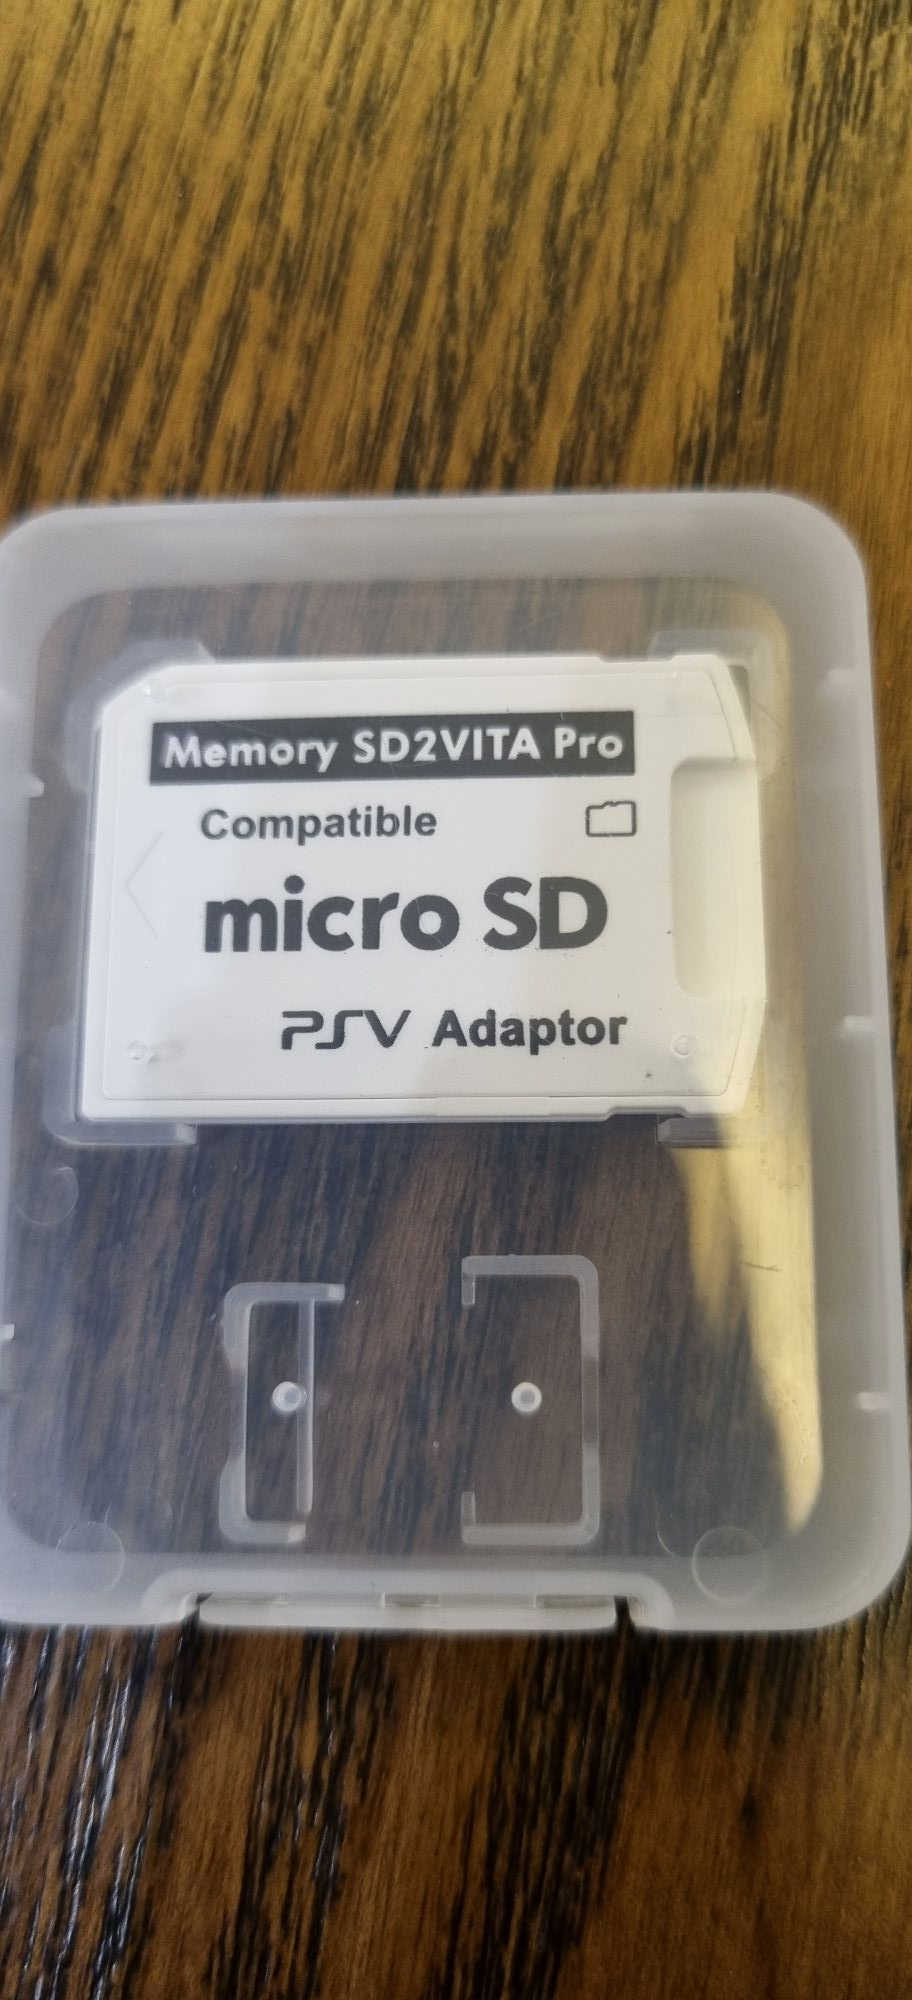 Memory SD2VITA Pro
Compatible
micro SD
PSV Adaptor